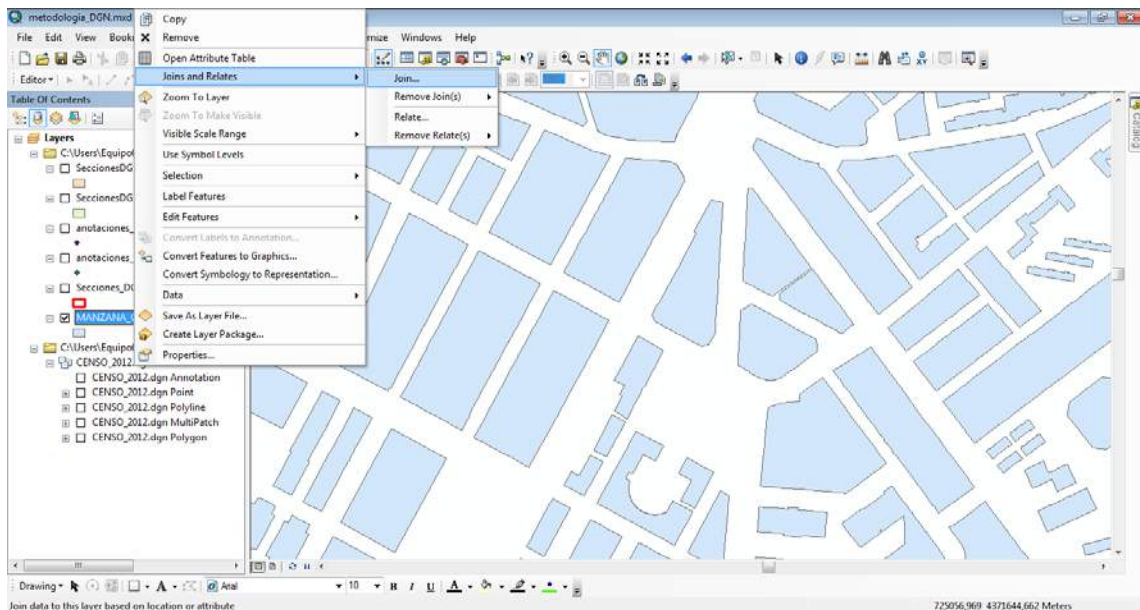 metodologia_DGN.mxd
File Edit View Book
mize Windows Help
Editor
Table Of Contents
Layers
C:\Users\Equipo
SeccionesDG
SeccionesDG
anotaciones_
anotaciones_
Secciones_DG
MANZANA_
C:\Users\Equipo
CENSO_2012.
CENSO_2012.dgn Annotation
CENSO_2012.dgn Point
CENSO_2012.dgn Polyline
CENSO_2012.dgn MultiPatch
CENSO_2012.dgn Polygon
Copy
Remove
Open Attribute Table
Joins and Relates
Zoom To Layer
Zoom To Make Visible
Visible Scale Range
Use Symbol Levels
Selection
Label Features
Edit Features
Convert Labels to Annotation...
Convert Features to Graphics...
Convert Symbology to Representation...
Data
Save As Layer File...
Create Layer Package...
Properties...
Join...
Remove Join(s)
Relate...
Remove Relate(s)
Catalog
Drawing A Arial 10 B I U A
Join data to this layer based on location or attribute
725056,969 4371644,662 Meters